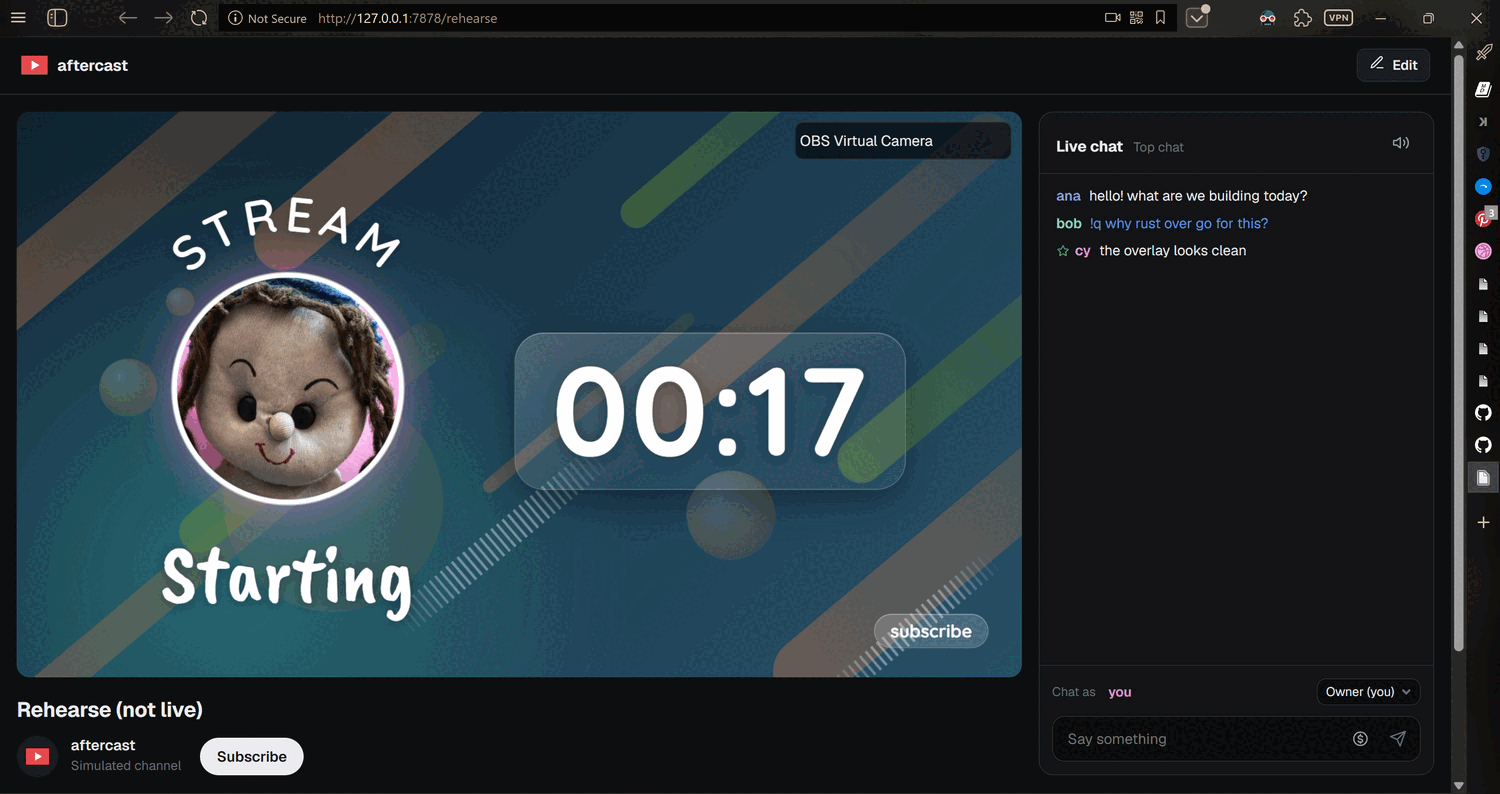 Not Secure http://127.0.0.1:7878/rehearse
VPN
aftercast
Edit
OBS Virtual Camera
STREAM
00:17
Starting
subscribe
Live chat Top chat
ana hello! what are we building today?
bob !q why rust over go for this?
cy the overlay looks clean
Chat as you
Owner (you)
Say something
Rehearse (not live)
aftercast
Simulated channel
Subscribe
3